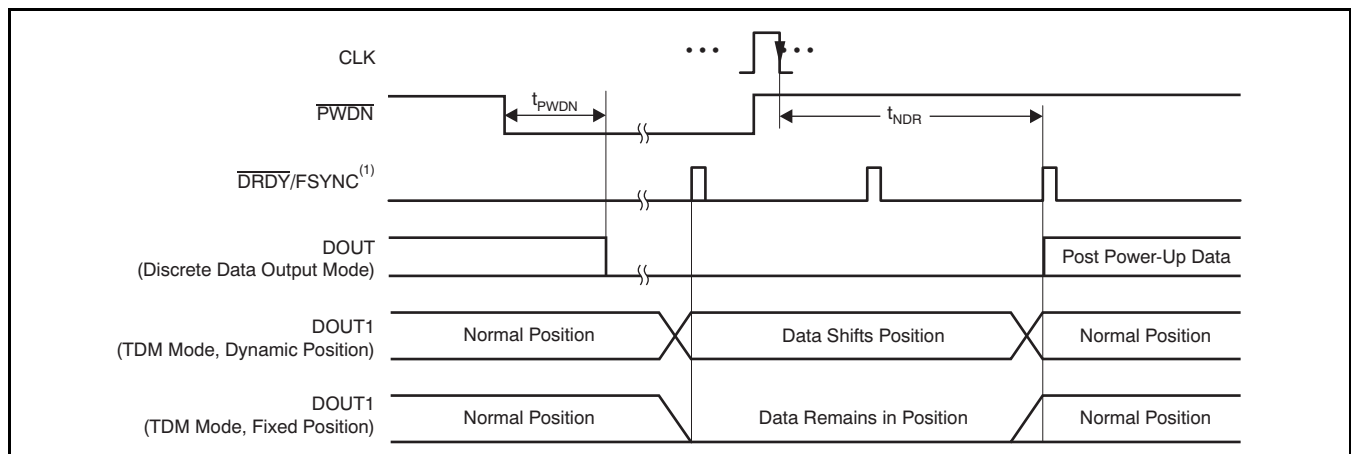 CLK
PWDN
tPWDN
tNDR
DRDY/FSYNC(1)
DOUT
(Discrete Data Output Mode)
Post Power-Up Data
DOUT1
(TDM Mode, Dynamic Position)
Normal Position
Data Shifts Position
Normal Position
DOUT1
(TDM Mode, Fixed Position)
Normal Position
Data Remains in Position
Normal Position